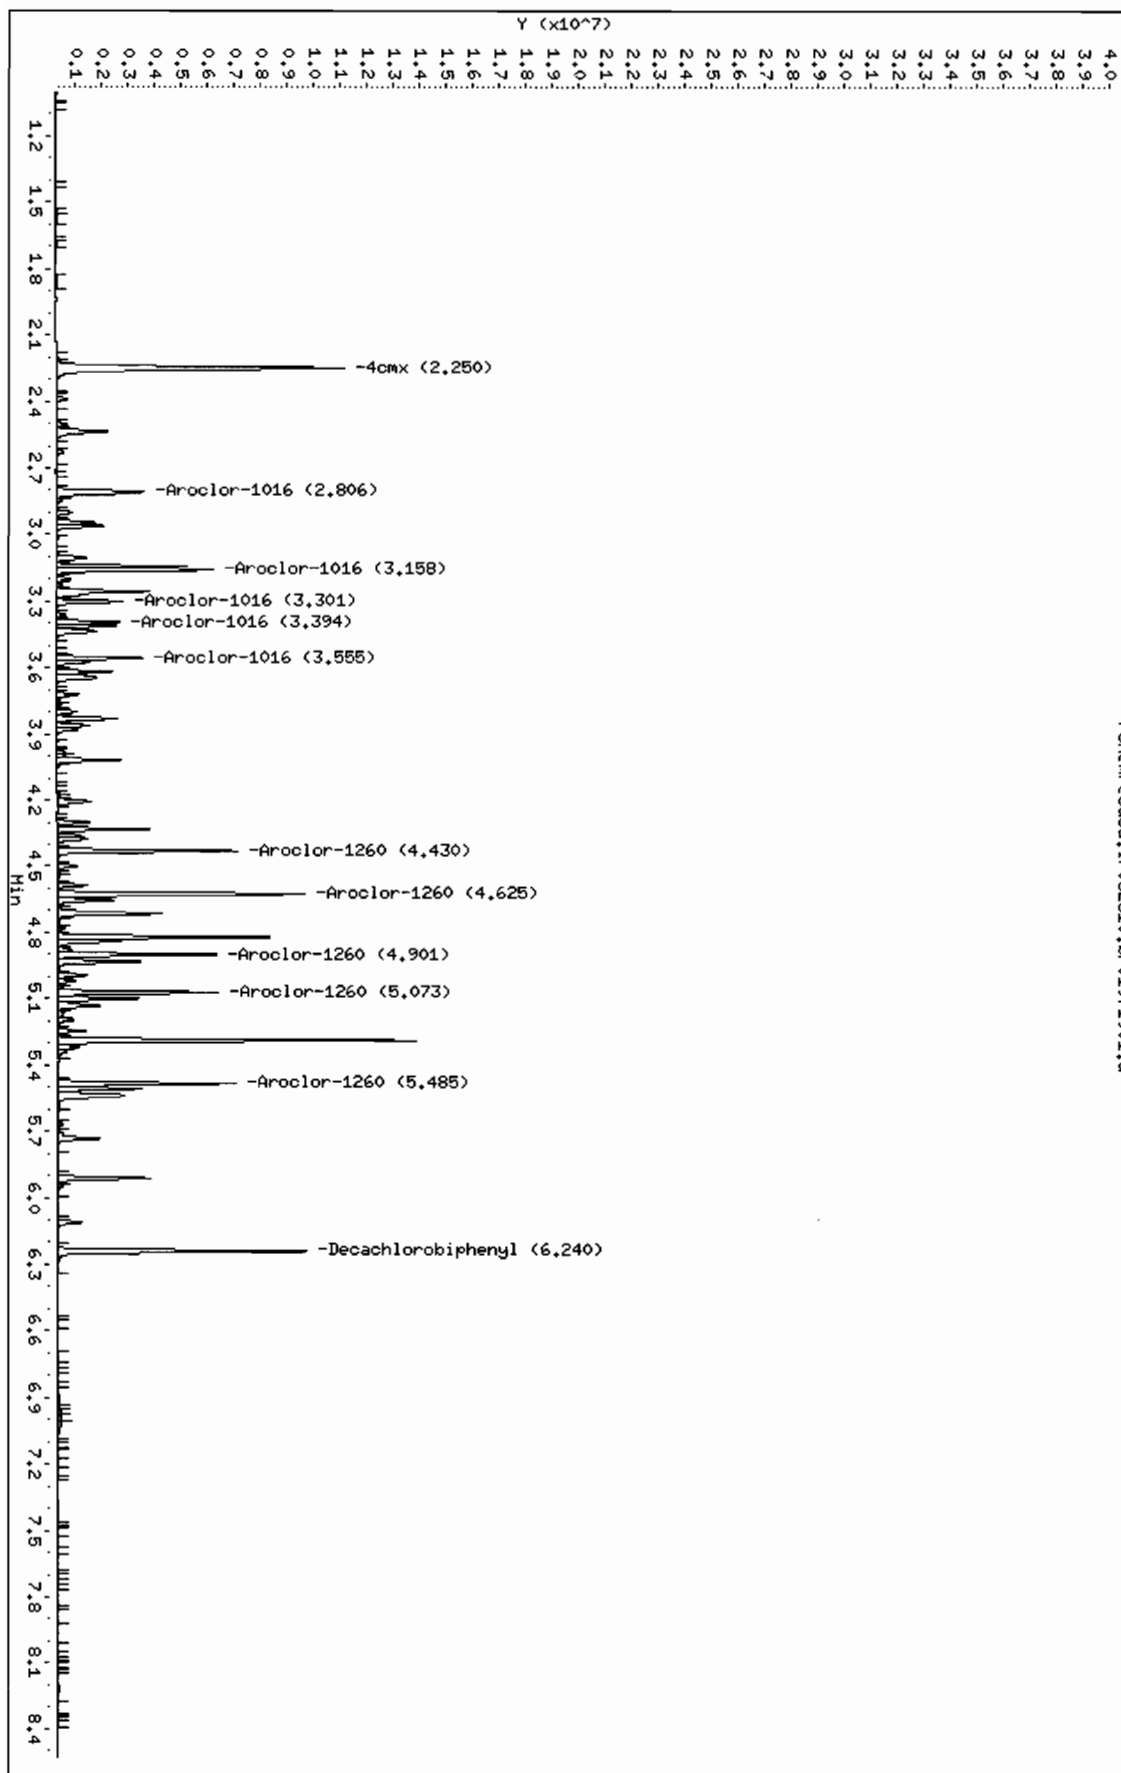 Y (x10^7)
0.1 0.2 0.3 0.4 0.5 0.6 0.7 0.8 0.9 1.0 1.1 1.2 1.3 1.4 1.5 1.6 1.7 1.8 1.9 2.0 2.1 2.2 2.3 2.4 2.5 2.6 2.7 2.8 2.9 3.0 3.1 3.2 3.3 3.4 3.5 3.6 3.7 3.8 3.9 4.0
-4cmx (2.250)
-Aroclor-1016 (2.806)
-Aroclor-1016 (3.158)
-Aroclor-1016 (3.301)
-Aroclor-1016 (3.394)
-Aroclor-1016 (3.555)
-Aroclor-1260 (4.430)
-Aroclor-1260 (4.625)
-Aroclor-1260 (4.901)
-Aroclor-1260 (5.073)
-Aroclor-1260 (5.485)
-Decachlorobiphenyl (6.240)
1.2 1.5 1.8 2.1 2.4 2.7 3.0 3.3 3.6 3.9 4.2 4.5 4.8 5.1 5.4 5.7 6.0 6.3 6.6 6.9 7.2 7.5 7.8 8.1 8.4
Min